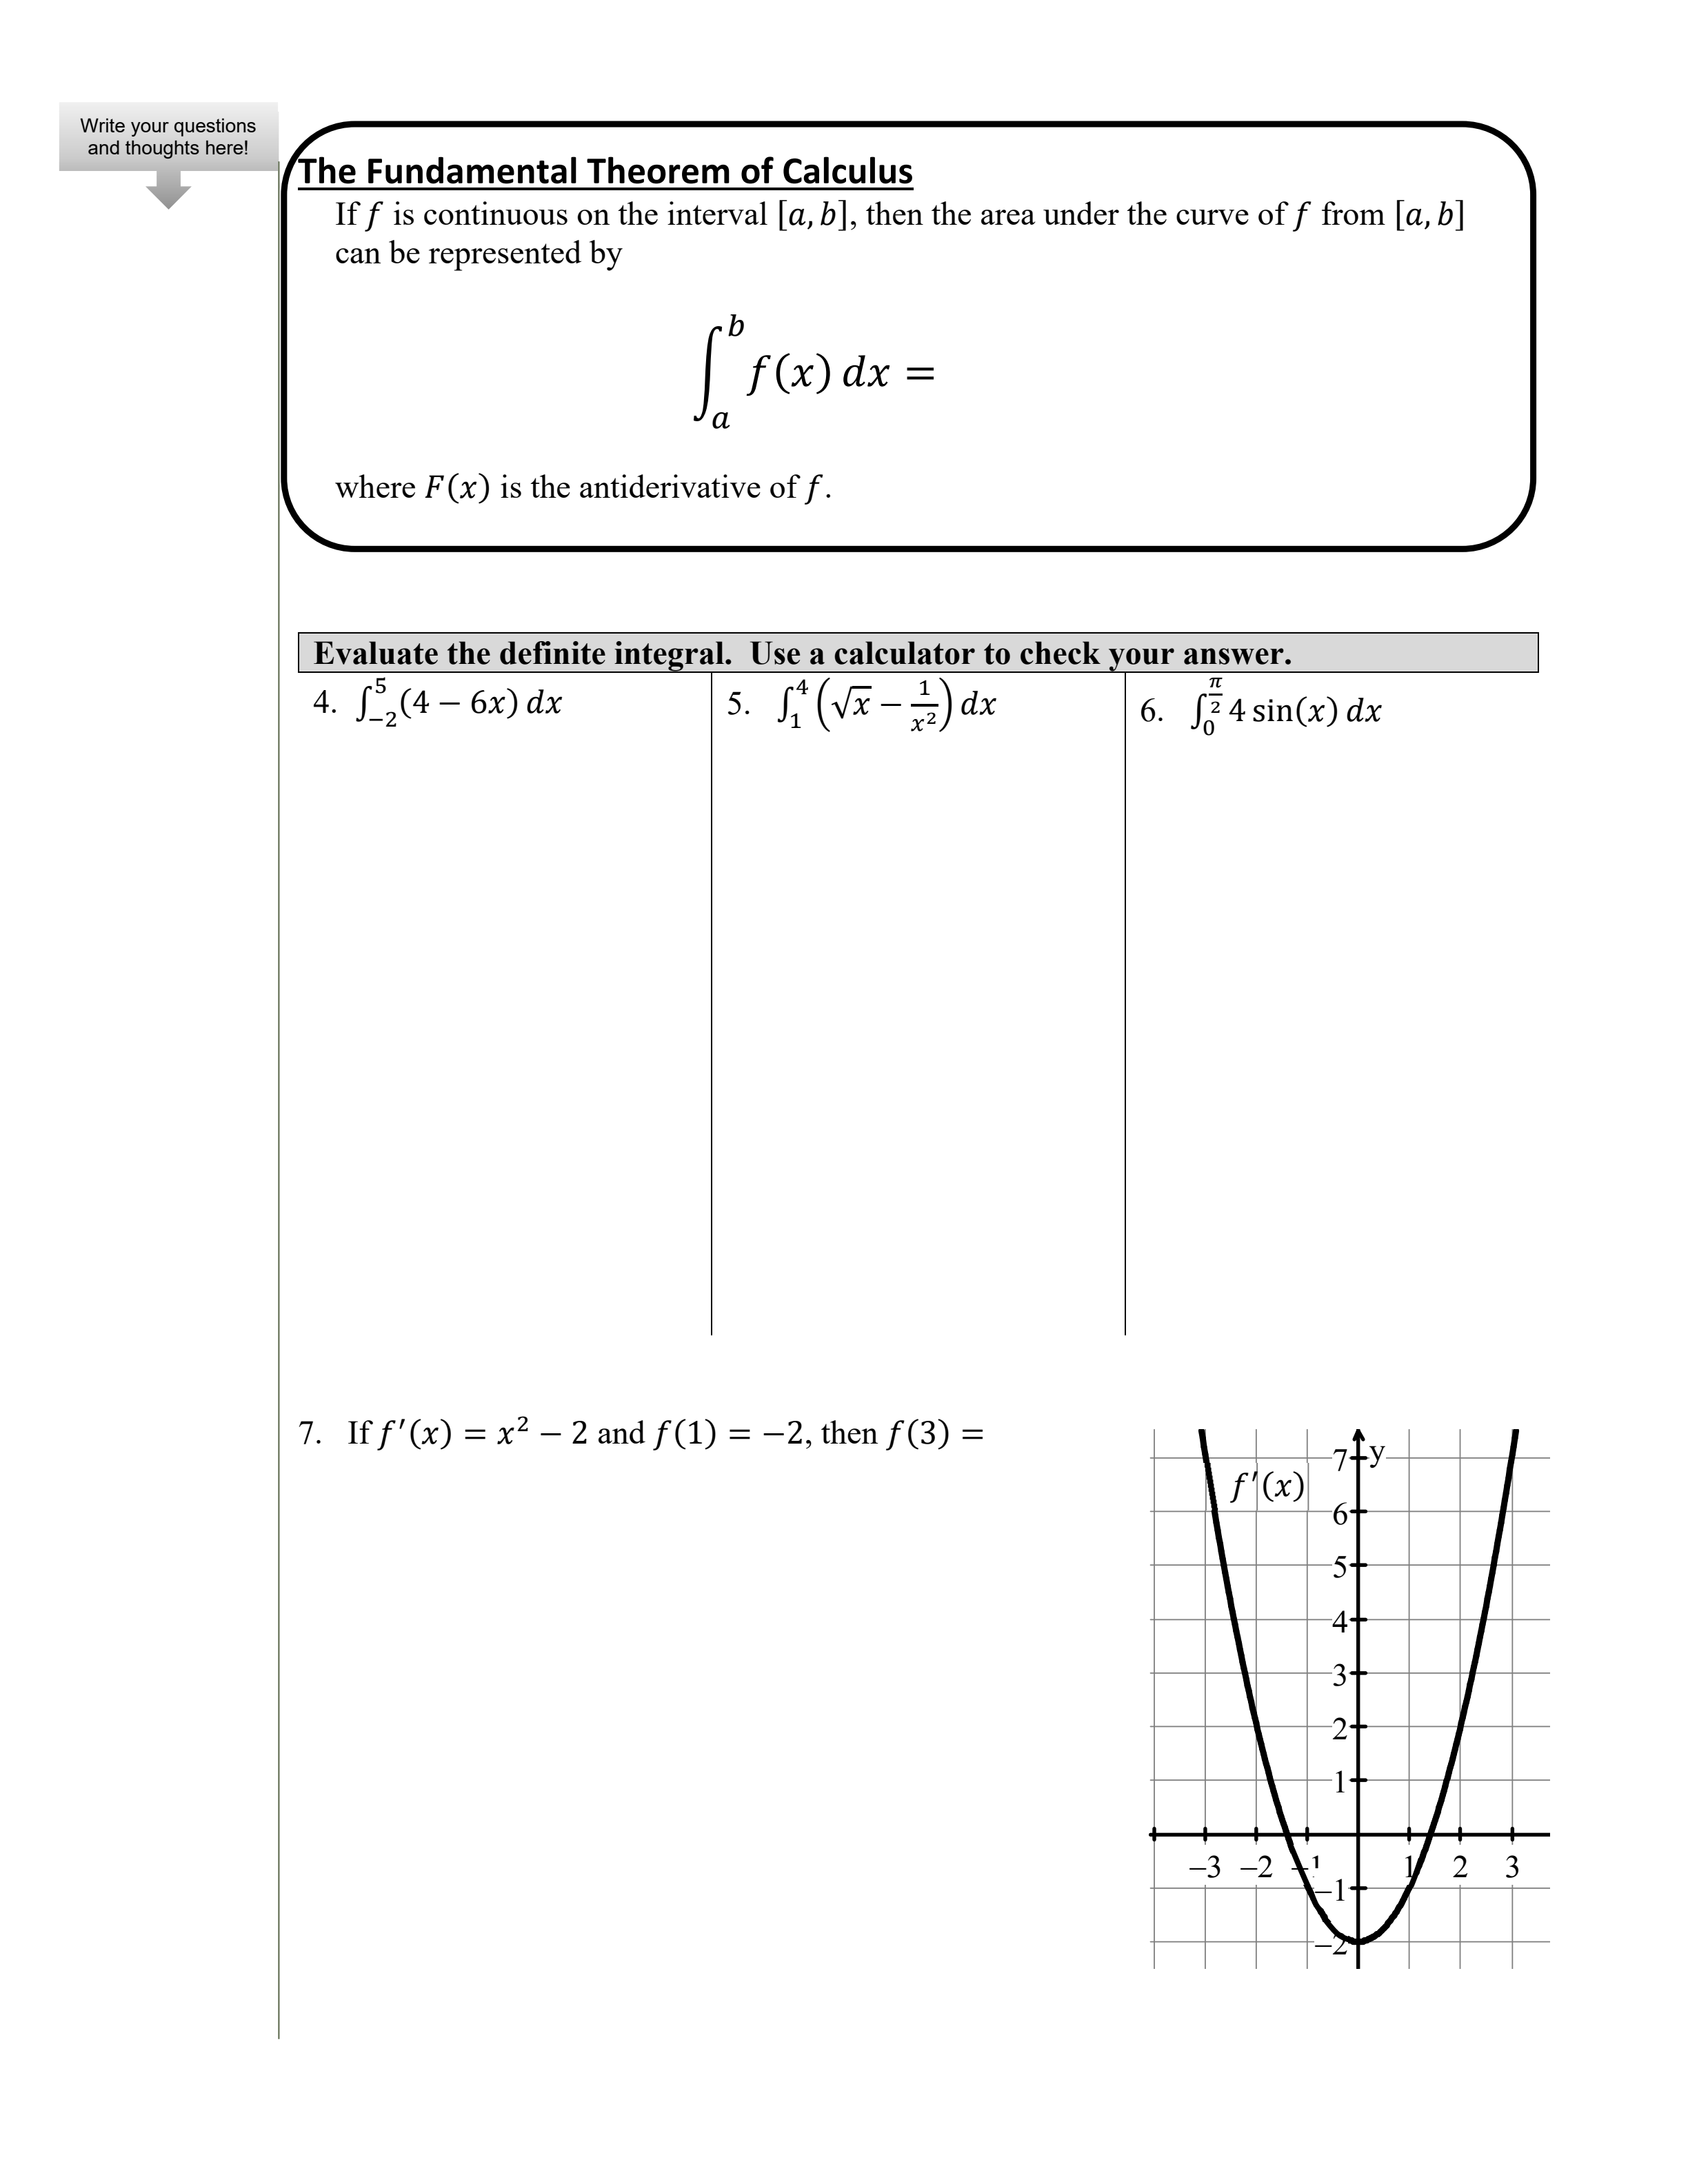 Write your questions
and thoughts here!
The Fundamental Theorem of Calculus
If f is continuous on the interval [a, b], then the area under the curve of f from [a, b]
can be represented by
∫_a^b f(x) dx =
where F(x) is the antiderivative of f.
Evaluate the definite integral. Use a calculator to check your answer.
4. ∫_{-2}^5 (4 − 6x) dx
5. ∫_1^4 (√x − 1/x²) dx
6. ∫_0^{π/2} 4 sin(x) dx
7. If f′(x) = x² − 2 and f(1) = −2, then f(3) =
7 y
f′(x)
6
5
4
3
2
1
−3 −2 −1 1 2 3
−1
−2